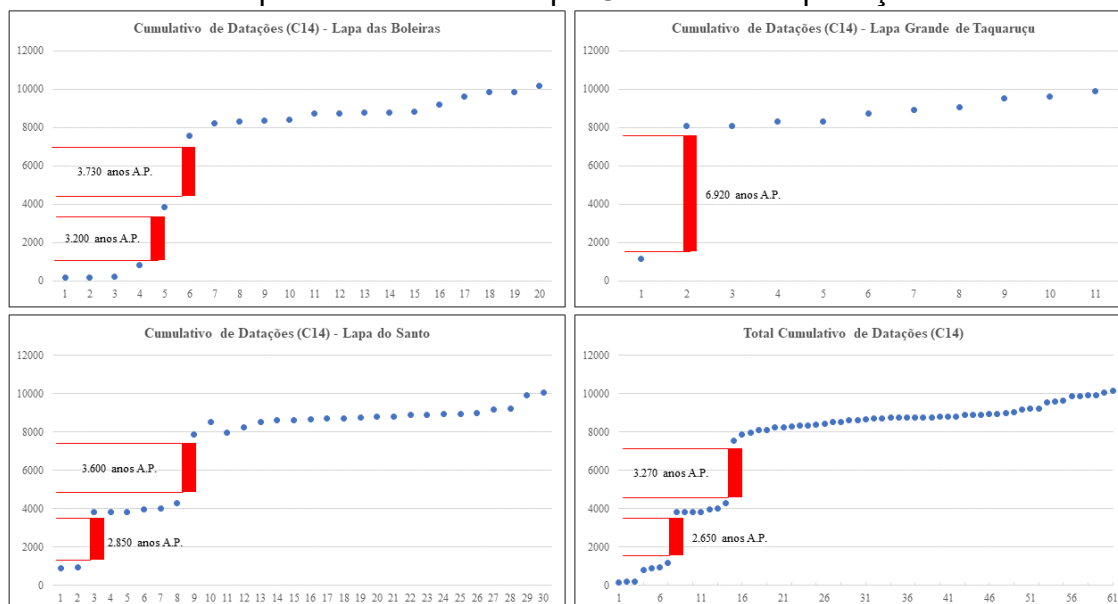 Cumulativo de Datações (C14) - Lapa das Boleiras
12000
10000
8000
6000
4000
2000
0
3.730 anos A.P.
3.200 anos A.P.
1 2 3 4 5 6 7 8 9 10 11 12 13 14 15 16 17 18 19 20
Cumulativo de Datações (C14) - Lapa Grande de Taquaruçu
12000
10000
8000
6000
4000
2000
0
6.920 anos A.P.
1 2 3 4 5 6 7 8 9 10 11
Cumulativo de Datações (C14) - Lapa do Santo
12000
10000
8000
6000
4000
2000
0
3.600 anos A.P.
2.850 anos A.P.
1 2 3 4 5 6 7 8 9 10 11 12 13 14 15 16 17 18 19 20 21 22 23 24 25 26 27 28 29 30
Total Cumulativo de Datações (C14)
12000
10000
8000
6000
4000
2000
0
3.270 anos A.P.
2.650 anos A.P.
1 6 11 16 21 26 31 36 41 46 51 56 61